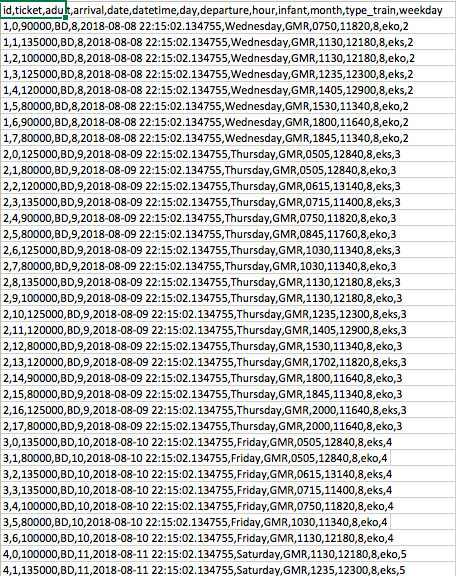 id,ticket,adult,arrival,date,datetime,day,departure,hour,infant,month,type_train,weekday
1,0,90000,BD,8,2018-08-08 22:15:02.134755,Wednesday,GMR,0750,11820,8,eko,2
1,1,135000,BD,8,2018-08-08 22:15:02.134755,Wednesday,GMR,1130,12180,8,eks,2
1,2,100000,BD,8,2018-08-08 22:15:02.134755,Wednesday,GMR,1130,12180,8,eko,2
1,3,125000,BD,8,2018-08-08 22:15:02.134755,Wednesday,GMR,1235,12300,8,eks,2
1,4,120000,BD,8,2018-08-08 22:15:02.134755,Wednesday,GMR,1405,12900,8,eks,2
1,5,80000,BD,8,2018-08-08 22:15:02.134755,Wednesday,GMR,1530,11340,8,eko,2
1,6,90000,BD,8,2018-08-08 22:15:02.134755,Wednesday,GMR,1800,11640,8,eko,2
1,7,80000,BD,8,2018-08-08 22:15:02.134755,Wednesday,GMR,1845,11340,8,eko,2
2,0,125000,BD,9,2018-08-09 22:15:02.134755,Thursday,GMR,0505,12840,8,eks,3
2,1,80000,BD,9,2018-08-09 22:15:02.134755,Thursday,GMR,0505,12840,8,eko,3
2,2,120000,BD,9,2018-08-09 22:15:02.134755,Thursday,GMR,0615,13140,8,eks,3
2,3,135000,BD,9,2018-08-09 22:15:02.134755,Thursday,GMR,0715,11400,8,eks,3
2,4,90000,BD,9,2018-08-09 22:15:02.134755,Thursday,GMR,0750,11820,8,eko,3
2,5,80000,BD,9,2018-08-09 22:15:02.134755,Thursday,GMR,0845,11760,8,eko,3
2,6,125000,BD,9,2018-08-09 22:15:02.134755,Thursday,GMR,1030,11340,8,eks,3
2,7,80000,BD,9,2018-08-09 22:15:02.134755,Thursday,GMR,1030,11340,8,eko,3
2,8,135000,BD,9,2018-08-09 22:15:02.134755,Thursday,GMR,1130,12180,8,eks,3
2,9,100000,BD,9,2018-08-09 22:15:02.134755,Thursday,GMR,1130,12180,8,eko,3
2,10,125000,BD,9,2018-08-09 22:15:02.134755,Thursday,GMR,1235,12300,8,eks,3
2,11,120000,BD,9,2018-08-09 22:15:02.134755,Thursday,GMR,1405,12900,8,eks,3
2,12,80000,BD,9,2018-08-09 22:15:02.134755,Thursday,GMR,1530,11340,8,eko,3
2,13,120000,BD,9,2018-08-09 22:15:02.134755,Thursday,GMR,1702,11820,8,eks,3
2,14,90000,BD,9,2018-08-09 22:15:02.134755,Thursday,GMR,1800,11640,8,eko,3
2,15,80000,BD,9,2018-08-09 22:15:02.134755,Thursday,GMR,1845,11340,8,eko,3
2,16,125000,BD,9,2018-08-09 22:15:02.134755,Thursday,GMR,2000,11640,8,eks,3
2,17,80000,BD,9,2018-08-09 22:15:02.134755,Thursday,GMR,2000,11640,8,eko,3
3,0,135000,BD,10,2018-08-10 22:15:02.134755,Friday,GMR,0505,12840,8,eks,4
3,1,80000,BD,10,2018-08-10 22:15:02.134755,Friday,GMR,0505,12840,8,eko,4
3,2,135000,BD,10,2018-08-10 22:15:02.134755,Friday,GMR,0615,13140,8,eks,4
3,3,135000,BD,10,2018-08-10 22:15:02.134755,Friday,GMR,0715,11400,8,eks,4
3,4,100000,BD,10,2018-08-10 22:15:02.134755,Friday,GMR,0750,11820,8,eko,4
3,5,80000,BD,10,2018-08-10 22:15:02.134755,Friday,GMR,1030,11340,8,eko,4
3,6,100000,BD,10,2018-08-10 22:15:02.134755,Friday,GMR,1130,12180,8,eko,4
4,0,100000,BD,11,2018-08-11 22:15:02.134755,Saturday,GMR,1130,12180,8,eko,5
4,1,135000,BD,11,2018-08-11 22:15:02.134755,Saturday,GMR,1235,12300,8,eks,5